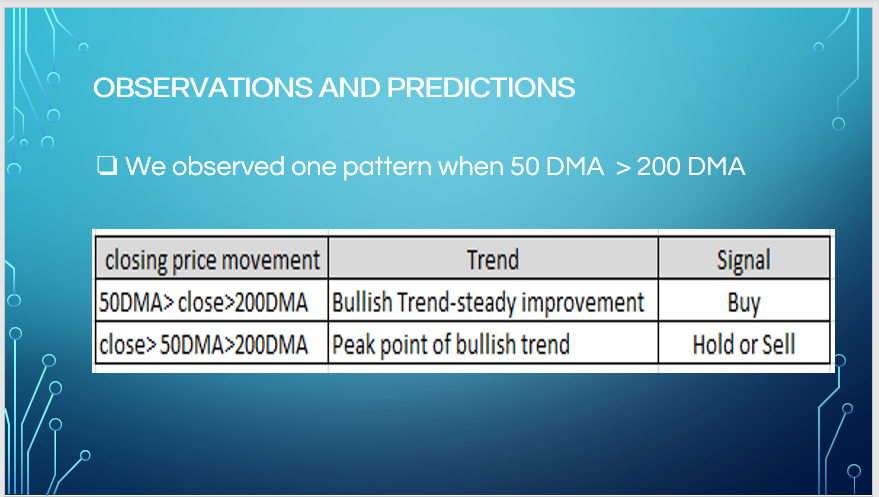 OBSERVATIONS AND PREDICTIONS
❑ We observed one pattern when 50 DMA > 200 DMA
closing price movement Trend Signal
50DMA> close>200DMA Bullish Trend-steady improvement Buy
close> 50DMA>200DMA Peak point of bullish trend Hold or Sell